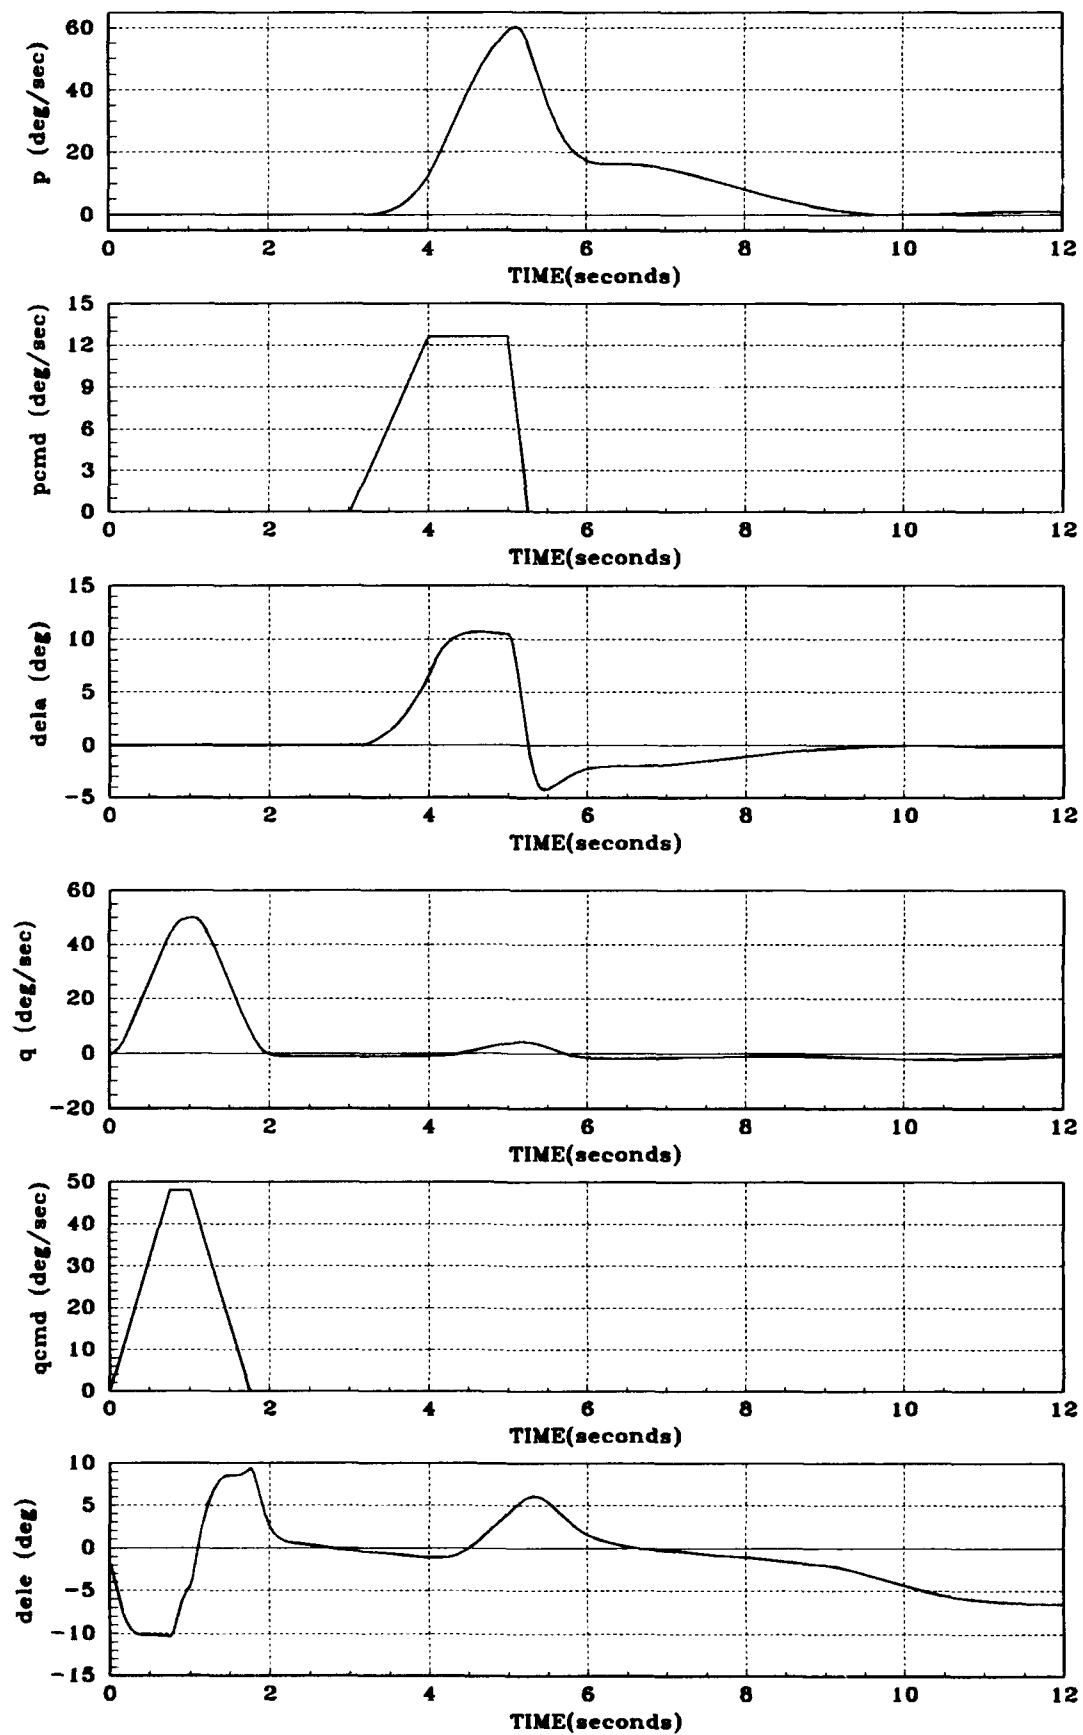 p (deg/sec)
60
40
20
0
0 2 4 6 8 10 12
TIME(seconds)
pcmd (deg/sec)
15
12
9
6
3
0
0 2 4 6 8 10 12
TIME(seconds)
dela (deg)
15
10
5
0
-5
0 2 4 6 8 10 12
TIME(seconds)
q (deg/sec)
60
40
20
0
-20
0 2 4 6 8 10 12
TIME(seconds)
qcmd (deg/sec)
50
40
30
20
10
0
0 2 4 6 8 10 12
TIME(seconds)
dele (deg)
10
5
0
-5
-10
-15
0 2 4 6 8 10 12
TIME(seconds)